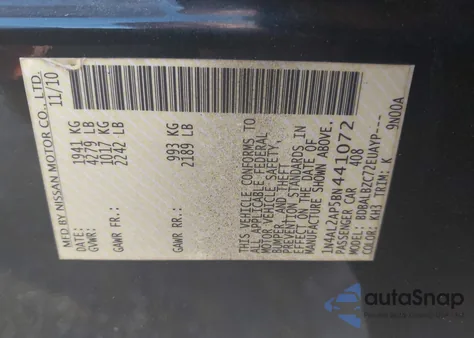 MFD BY NISSAN MOTOR CO., LTD.
11/10
GVWR: 1941 KG
4279 LB
GAWR FR: 1017 KG
2242 LB
GAWR RR: 993 KG
2189 LB
THIS VEHICLE CONFORMS TO
ALL APPLICABLE FEDERAL
MOTOR VEHICLE SAFETY,
BUMPER, AND THEFT
PREVENTION STANDARDS IN
EFFECT ON THE DATE OF
MANUFACTURE SHOWN ABOVE.
1N4AL2AP5BN441072
PASSENGER CAR 408
MODEL: BDRALBZC72EUAYP---
COLOR: KH3 TRIM: K 9N00A
autoSnap